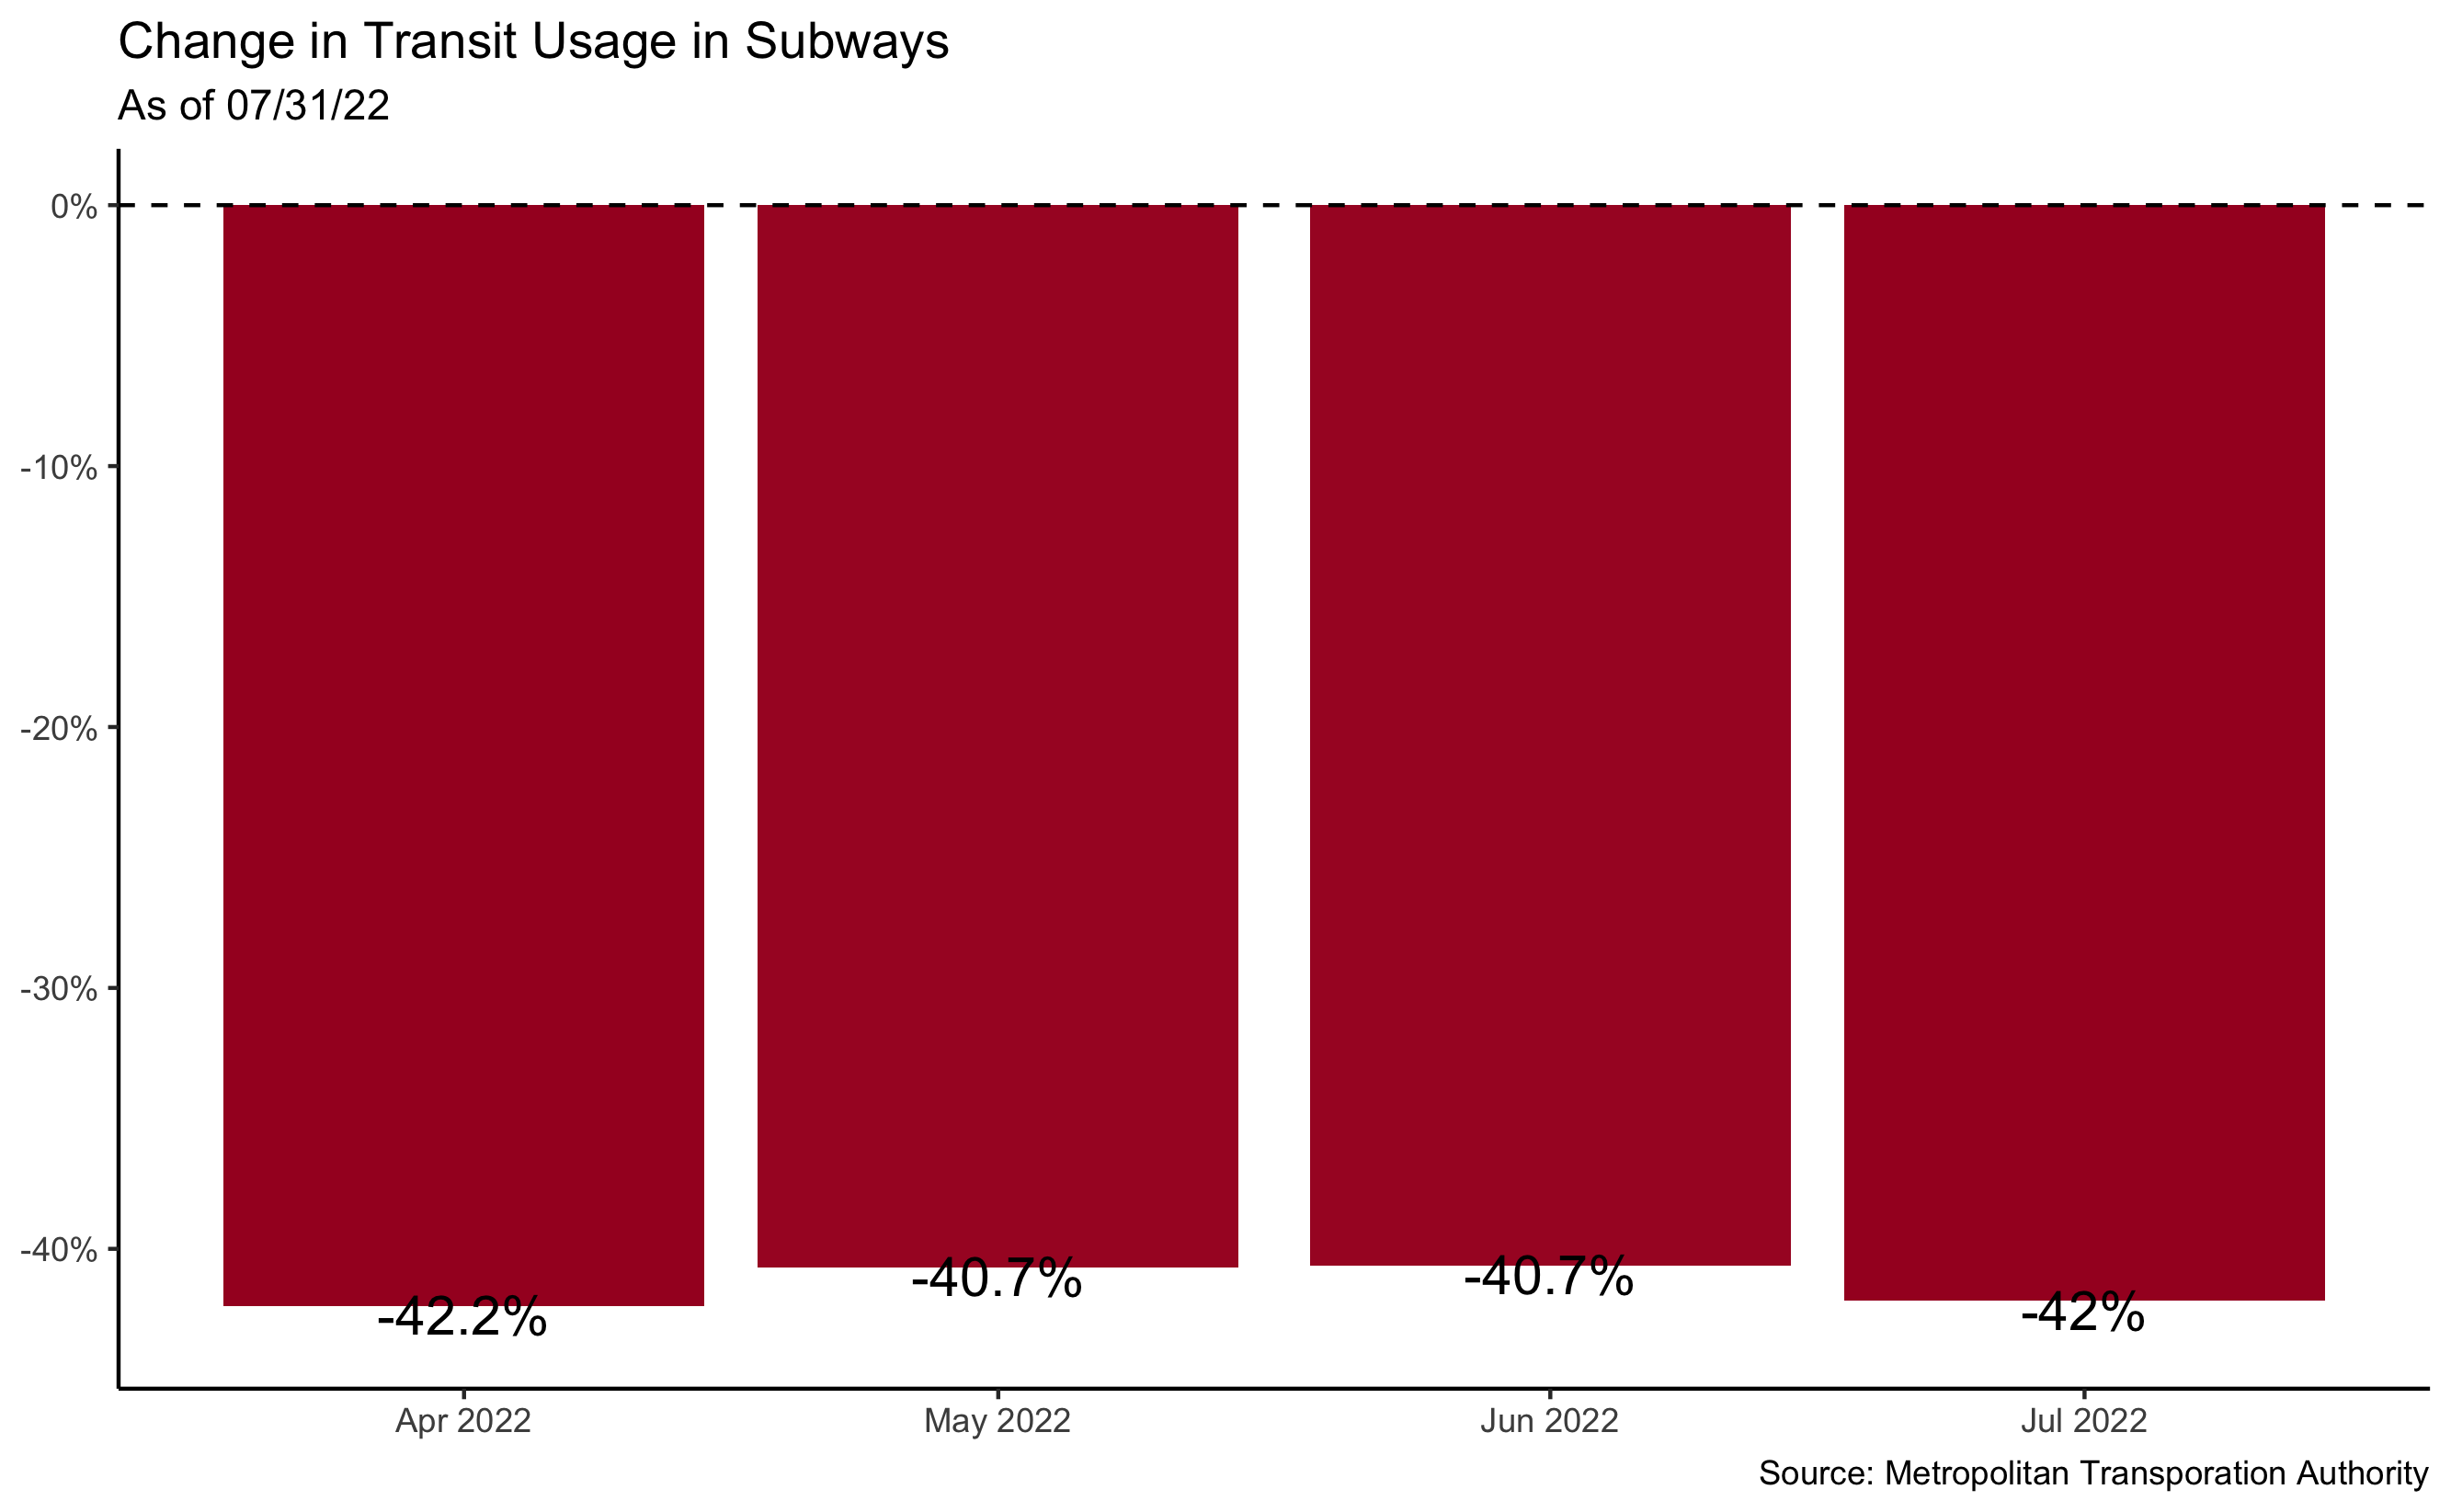 Change in Transit Usage in Subways
As of 07/31/22
0%
-10%
-20%
-30%
-40%
-42.2%
-40.7%
-40.7%
-42%
Apr 2022
May 2022
Jun 2022
Jul 2022
Source: Metropolitan Transporation Authority